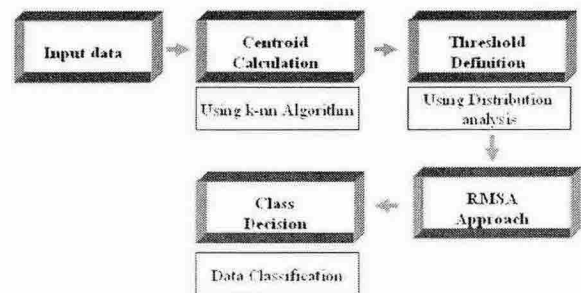 Input data
Centroid
Calculation
Using k-nn Algorithm
Threshold
Definition
Using Distribution
analysis
RMSA
Approach
Class
Decision
Data Classification